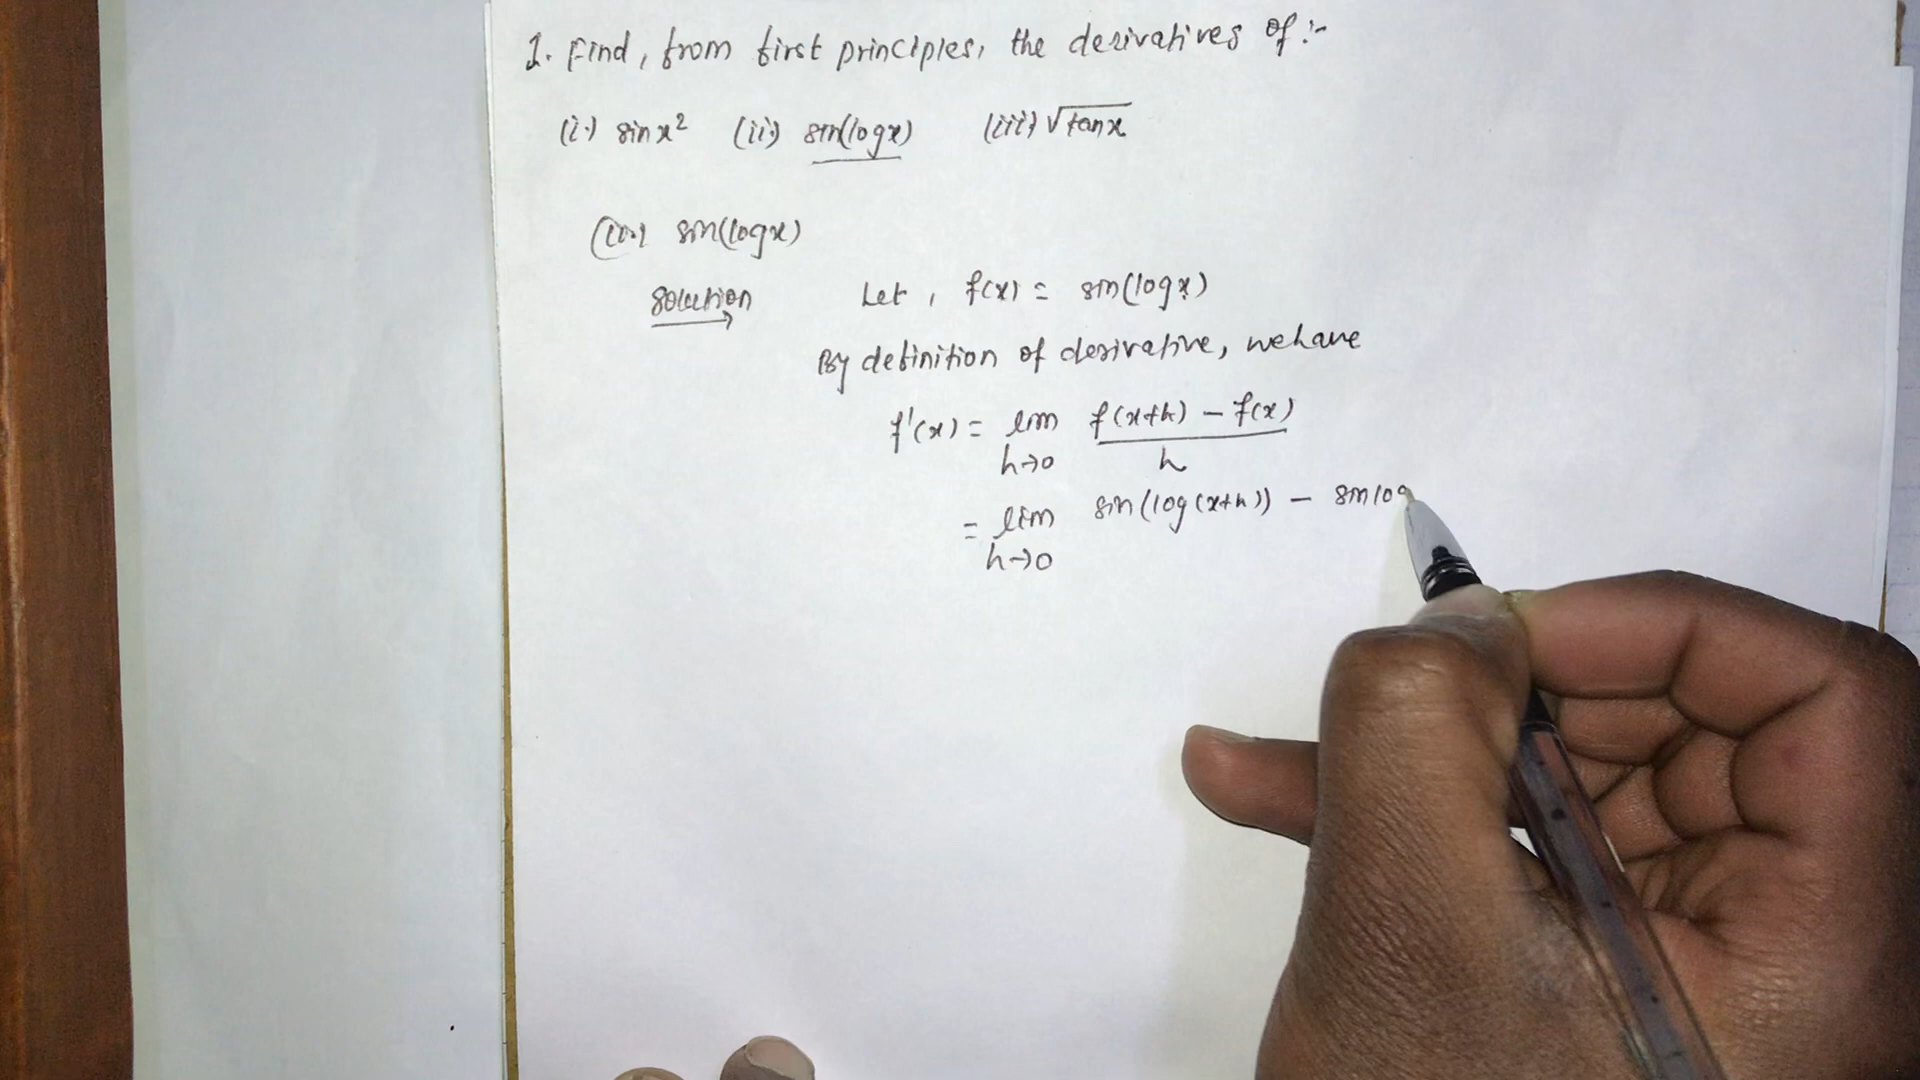 1. Find, from first principles, the derivatives of :-
(i.) sin x² (ii.) sin(log x) (iii) √tan x
(ii.) sin(log x)
Solution Let, f(x) = sin(log x)
By definition of derivative, we have
f'(x) = lim f(x+h) - f(x)
h→0 h
= lim sin(log(x+h)) - sin log
h→0